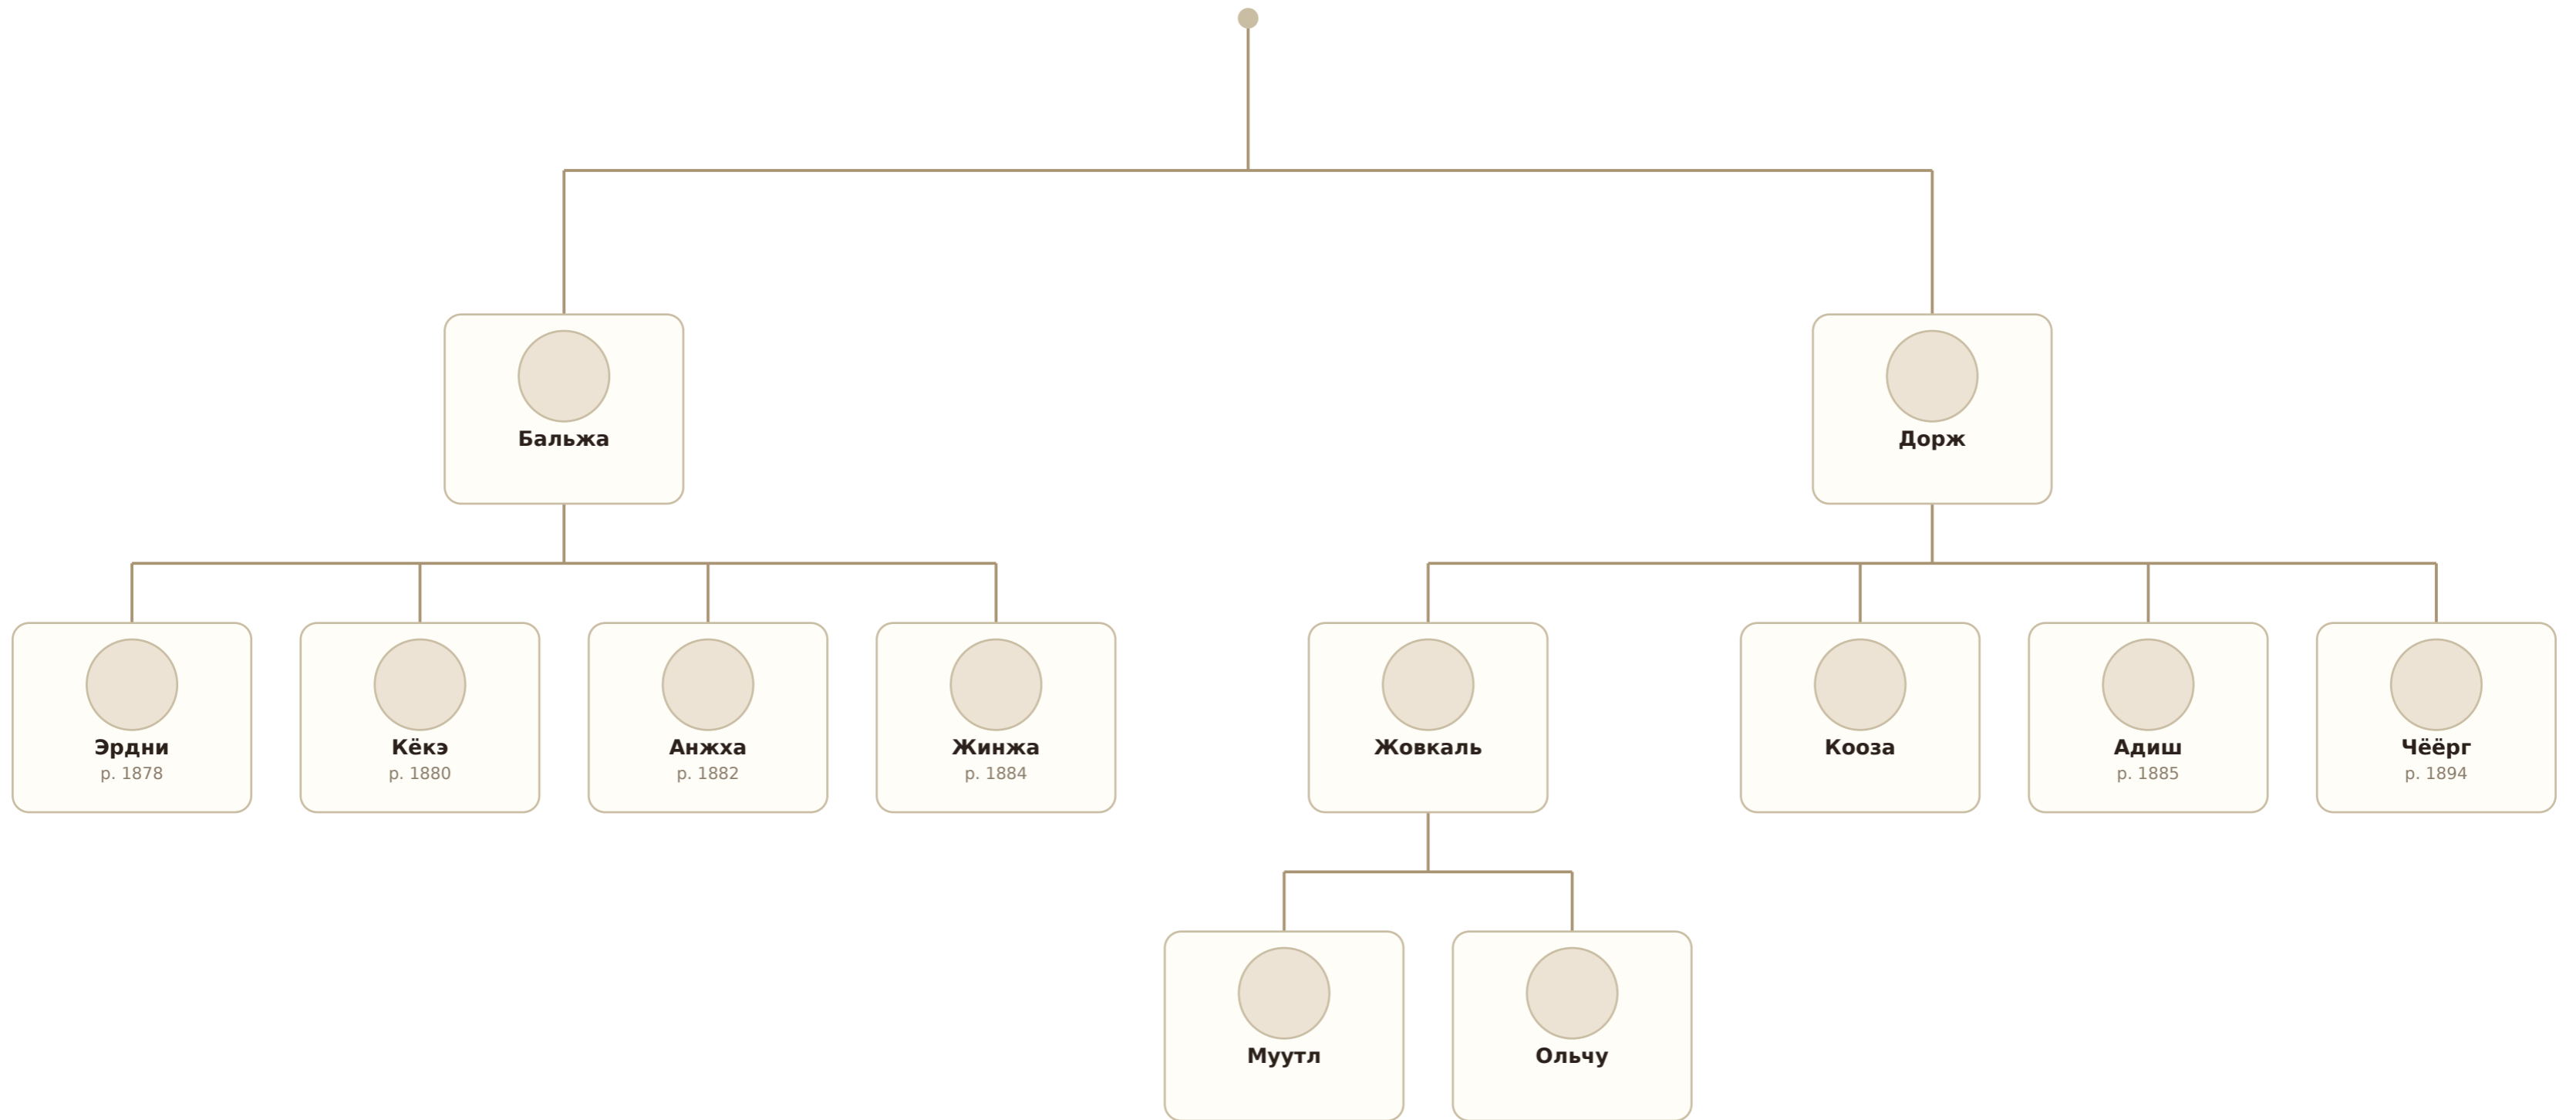 Бальжа
Дорж
Эрдни
р. 1878
Кёкэ
р. 1880
Анжха
р. 1882
Жинжа
р. 1884
Жовкаль
Кооза
Адиш
р. 1885
Чёёрг
р. 1894
Муутл
Ольчу